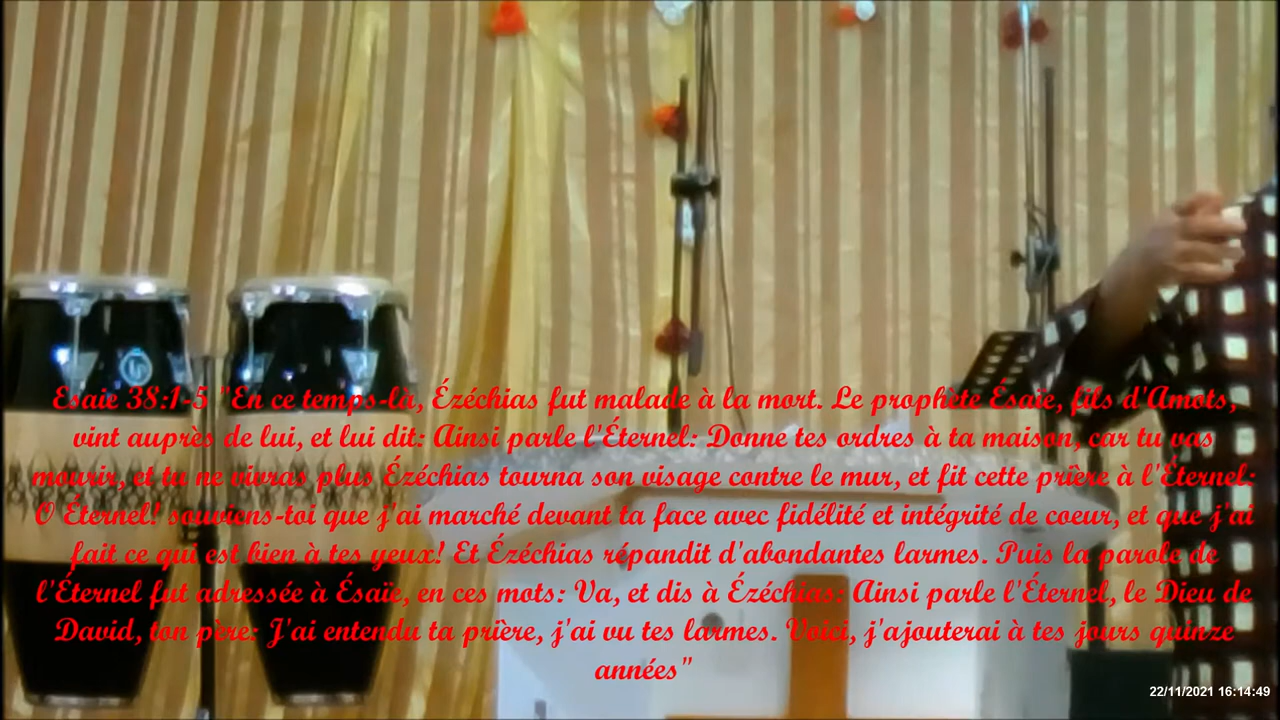 Esaie 38:1-5 "En ce temps-là, Ézéchias fut malade à la mort. Le prophète Ésaïe, fils d'Amots,
vint auprès de lui, et lui dit: Ainsi parle l'Éternel: Donne tes ordres à ta maison, car tu vas
mourir, et tu ne vivras plus Ézéchias tourna son visage contre le mur, et fit cette prière à l'Éternel:
O Éternel! souviens-toi que j'ai marché devant ta face avec fidélité et intégrité de coeur, et que j'ai
fait ce qui est bien à tes yeux! Et Ézéchias répandit d'abondantes larmes. Puis la parole de
l'Éternel fut adressée à Ésaïe, en ces mots: Va, et dis à Ézéchias: Ainsi parle l'Éternel, le Dieu de
David, ton père: J'ai entendu ta prière, j'ai vu tes larmes. Voici, j'ajouterai à tes jours quinze
années"
22/11/2021 16:14:49